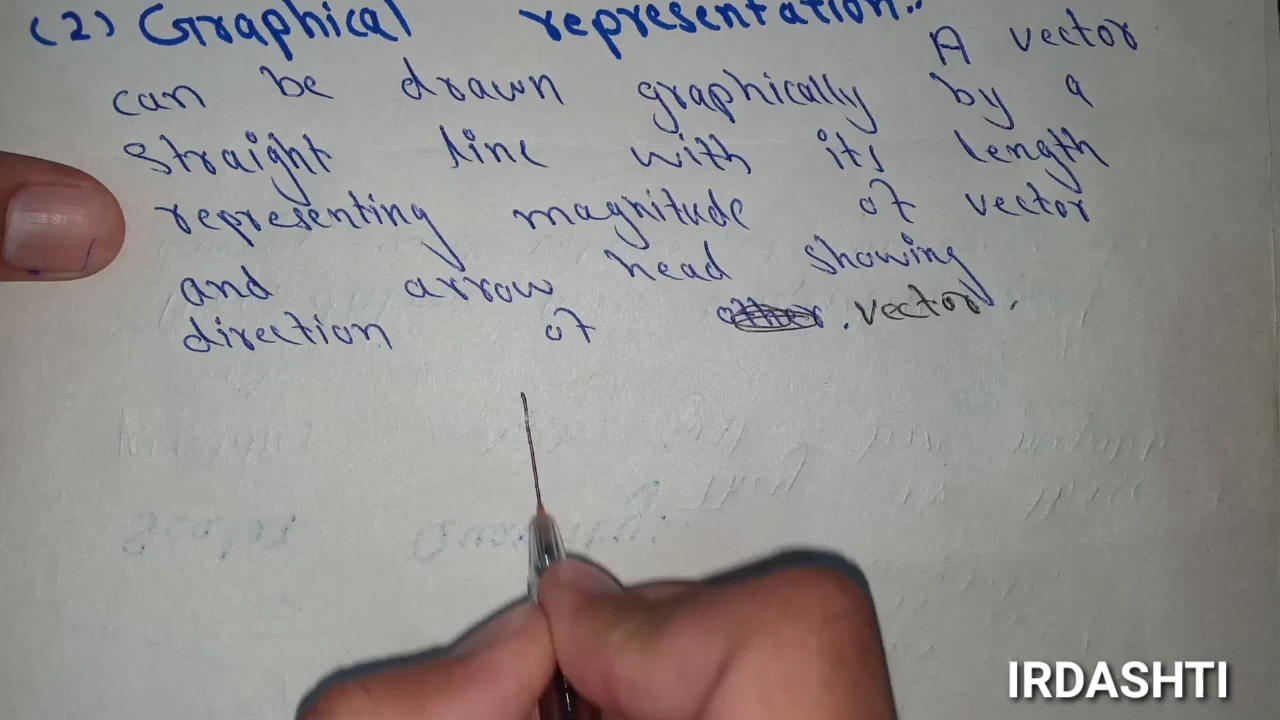 (2) Graphical representation:
A vector
can be drawn graphically by a
straight line with its length
representing magnitude of vector
and arrow head showing
direction of vector.
IRDASHTI